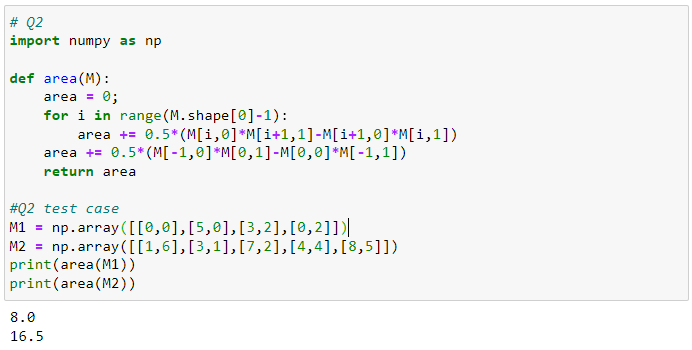 # Q2
import numpy as np

def area(M):
    area = 0;
    for i in range(M.shape[0]-1):
        area += 0.5*(M[i,0]*M[i+1,1]-M[i+1,0]*M[i,1])
    area += 0.5*(M[-1,0]*M[0,1]-M[0,0]*M[-1,1])
    return area

#Q2 test case
M1 = np.array([[0,0],[5,0],[3,2],[0,2]])
M2 = np.array([[1,6],[3,1],[7,2],[4,4],[8,5]])
print(area(M1))
print(area(M2))
8.0
16.5